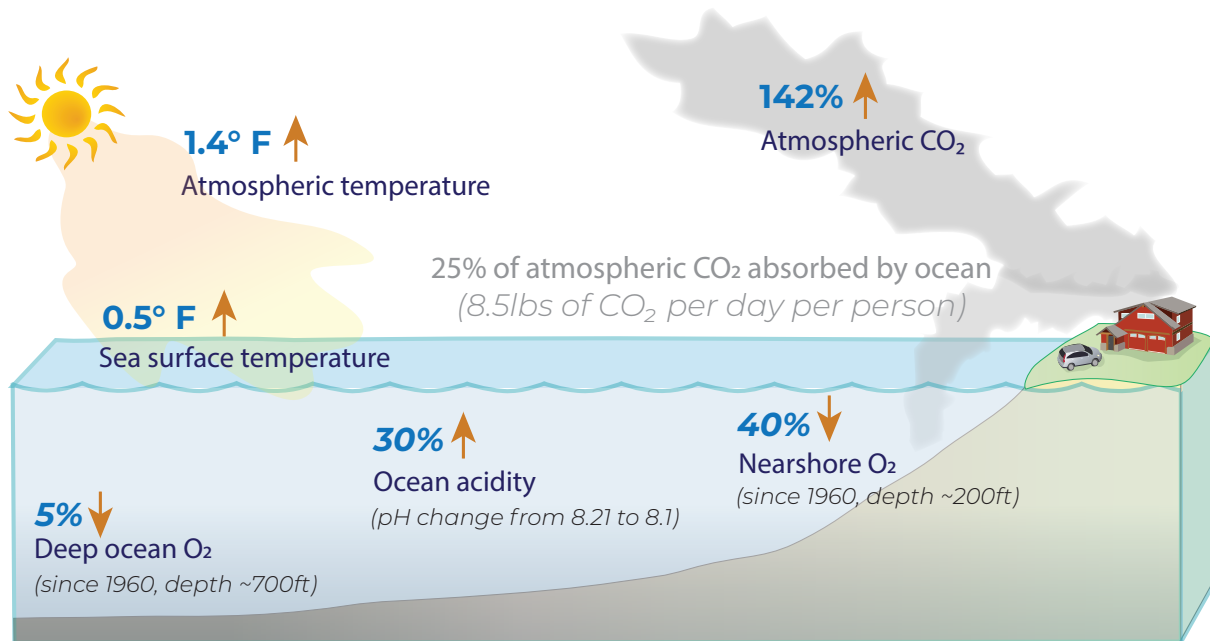 142%
Atmospheric CO₂
1.4° F
Atmospheric temperature
25% of atmospheric CO₂ absorbed by ocean
(8.5lbs of CO₂ per day per person)
0.5° F
Sea surface temperature
40%
Nearshore O₂
(since 1960, depth ~200ft)
30%
Ocean acidity
(pH change from 8.21 to 8.1)
5%
Deep ocean O₂
(since 1960, depth ~700ft)